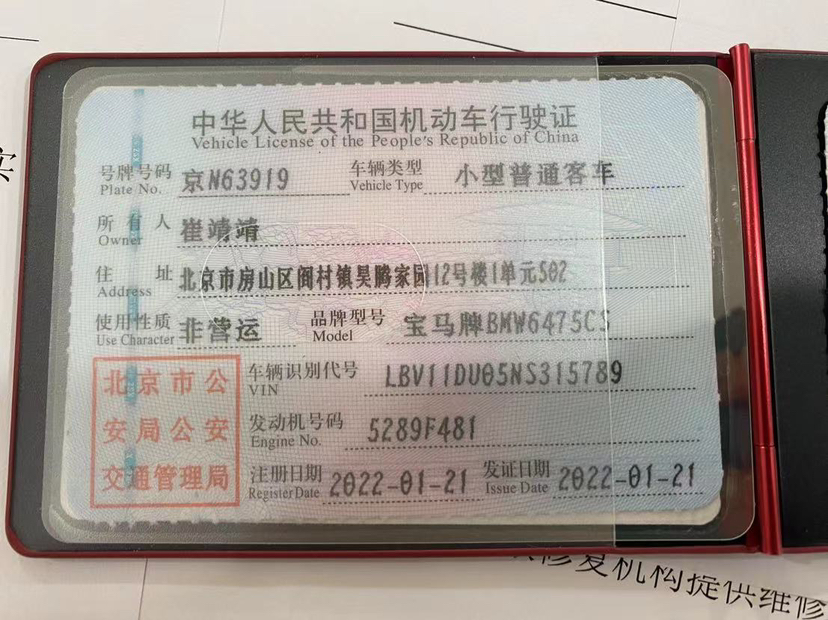 中华人民共和国机动车行驶证
Vehicle License of the People's Republic of China
号牌号码 京N63919 车辆类型 小型普通客车
Plate No. Vehicle Type
所有人 崔靖靖
Owner
住址 北京市房山区阎村镇昊腾家园12号楼1单元502
Address
使用性质 非营运 品牌型号 宝马牌BMW6475CS
Use Character Model
北京市公
安局公安
交通管理局
车辆识别代号 LBV11DU05NS315789
VIN
发动机号码 5289F481
Engine No.
注册日期 2022-01-21 发证日期 2022-01-21
Register Date Issue Date
修复机构提供维修